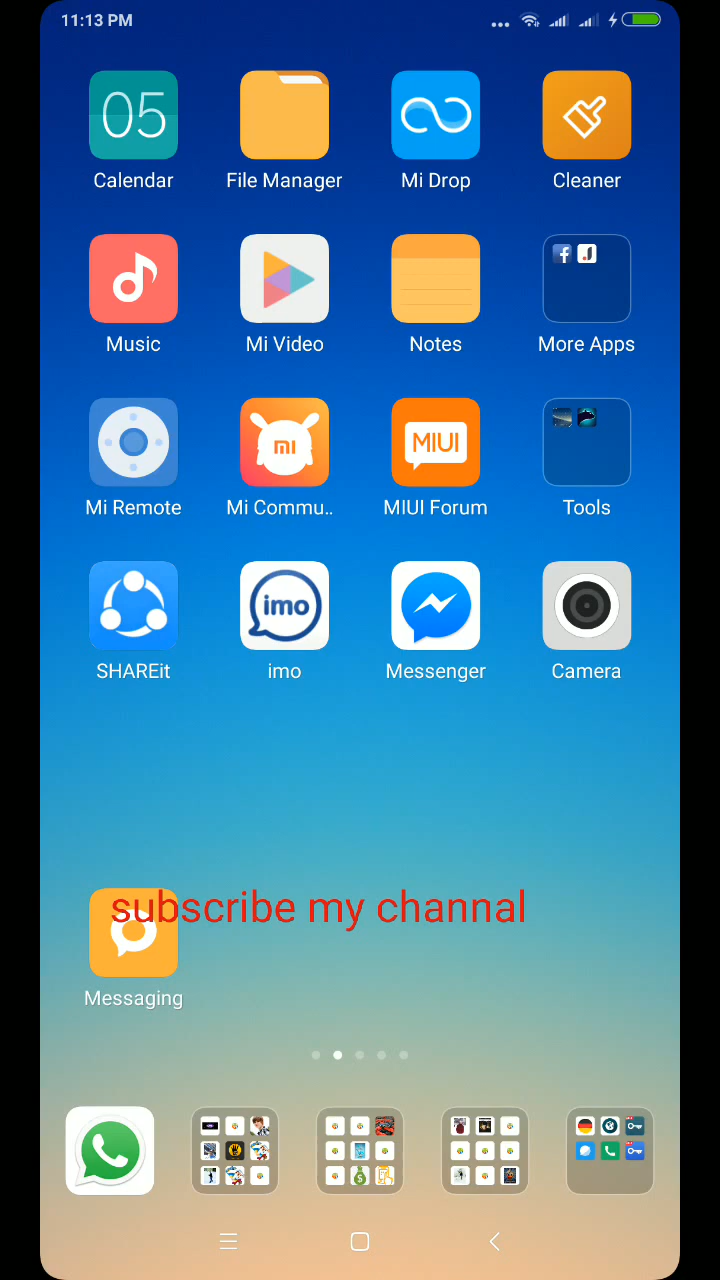 11:13 PM
05
Calendar
File Manager
Mi Drop
Cleaner
Music
Mi Video
Notes
More Apps
MIUI
Mi Remote
Mi Commu..
MIUI Forum
Tools
imo
SHAREit
imo
Messenger
Camera
subscribe my channal
Messaging